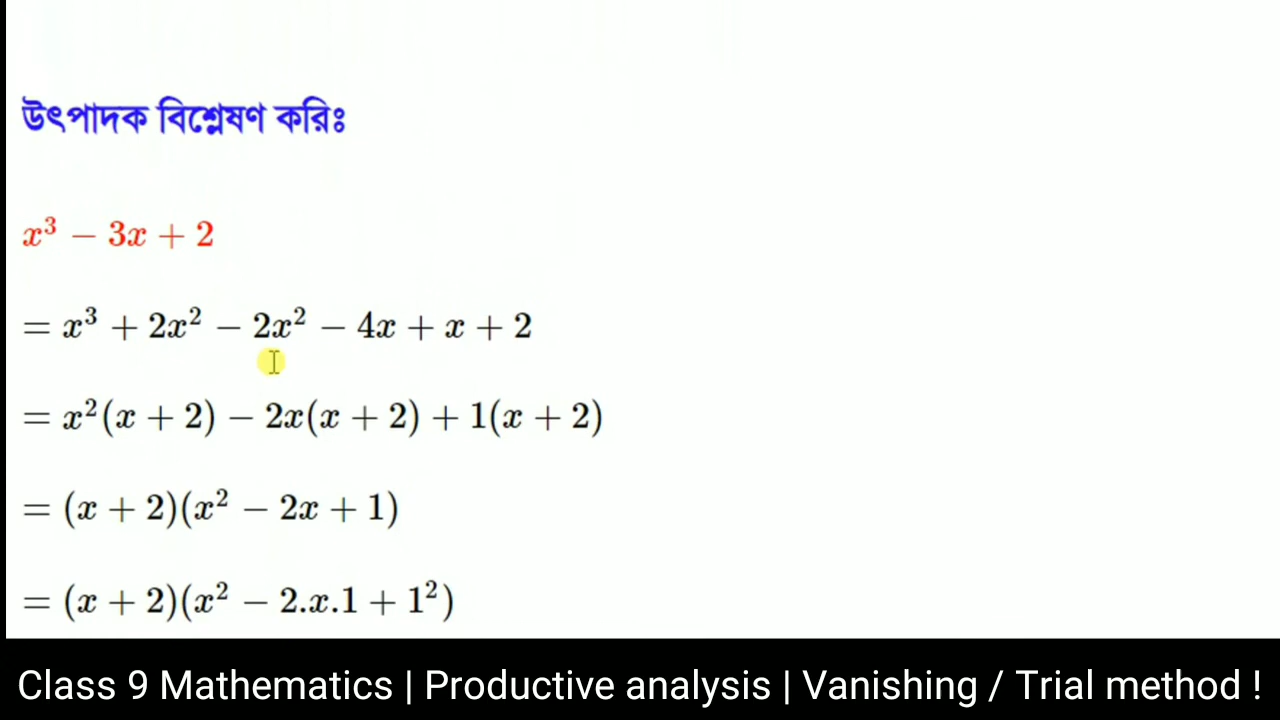 উৎপাদক বিশ্লেষণ করিঃ
x³ − 3x + 2
= x³ + 2x² − 2x² − 4x + x + 2
= x²(x + 2) − 2x(x + 2) + 1(x + 2)
= (x + 2)(x² − 2x + 1)
= (x + 2)(x² − 2.x.1 + 1²)
Class 9 Mathematics | Productive analysis | Vanishing / Trial method !